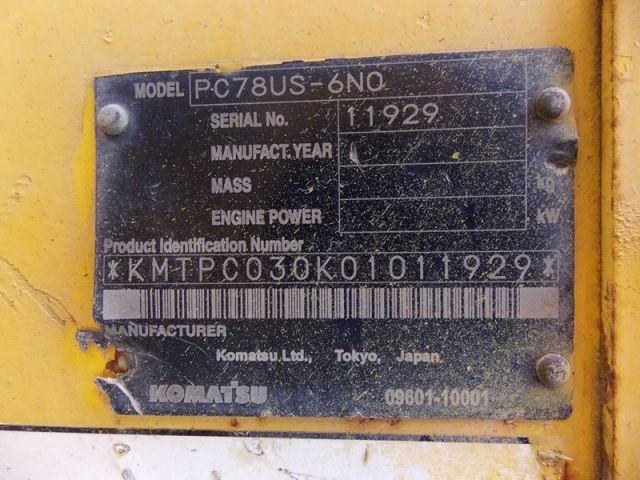 MODEL PC78US-6N0
SERIAL No. 11929
MANUFACT. YEAR
MASS kg
ENGINE POWER kW
Product Identification Number
*KMTPC030K01011929*
MANUFACTURER
Komatsu Ltd., Tokyo, Japan
KOMATSU 09601-10001